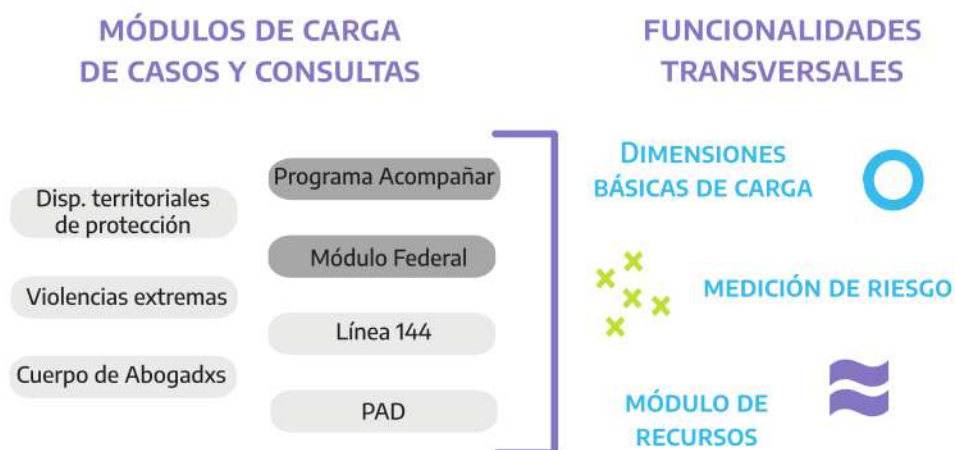 MÓDULOS DE CARGA
DE CASOS Y CONSULTAS
Disp. territoriales
de protección
Violencias extremas
Cuerpo de Abogadxs
Programa Acompañar
Módulo Federal
Línea 144
PAD
FUNCIONALIDADES
TRANSVERSALES
DIMENSIONES
BÁSICAS DE CARGA
MEDICIÓN DE RIESGO
MÓDULO DE
RECURSOS